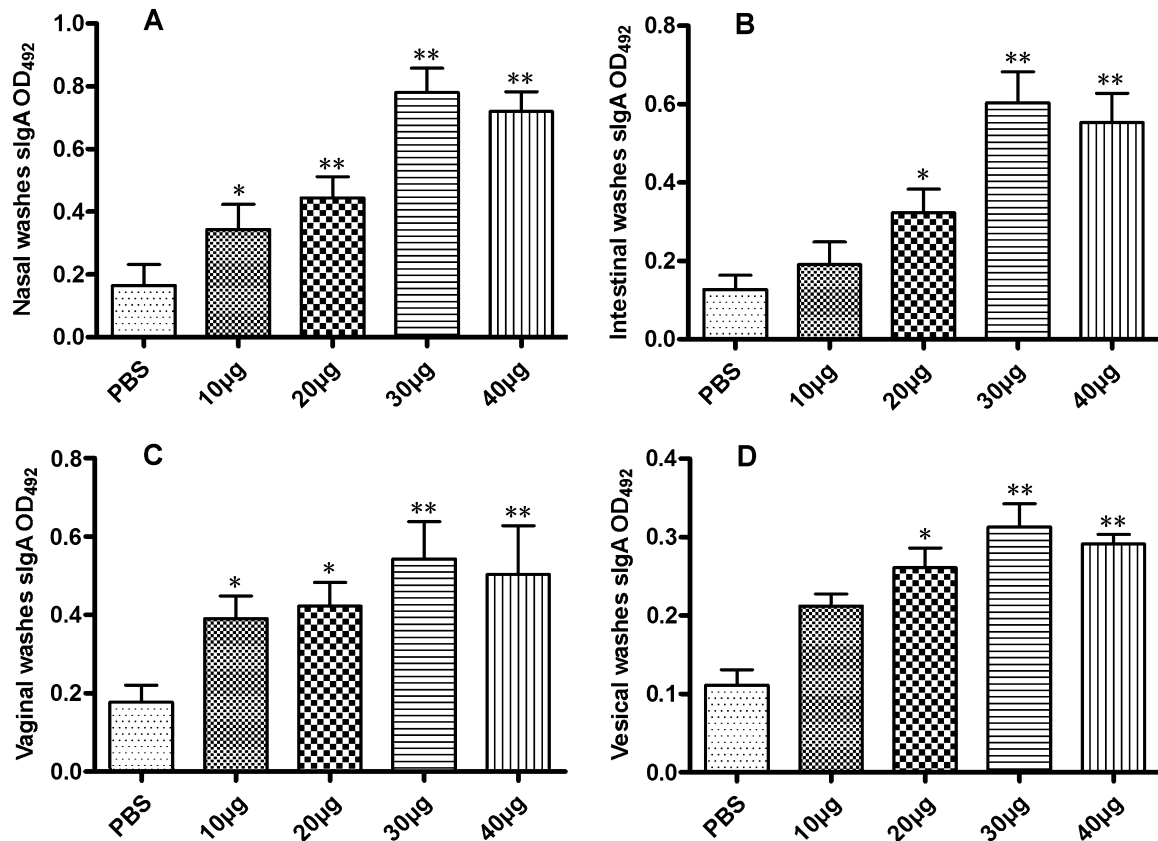 A
Nasal washes sIgA OD492
1.0
0.8
0.6
0.4
0.2
0.0
*
**
**
**
PBS
10µg
20µg
30µg
40µg
B
Intestinal washes sIgA OD492
0.8
0.6
0.4
0.2
0.0
*
**
**
PBS
10µg
20µg
30µg
40µg
C
Vaginal washes sIgA OD492
0.8
0.6
0.4
0.2
0.0
*
*
**
**
PBS
10µg
20µg
30µg
40µg
D
Vesical washes sIgA OD492
0.4
0.3
0.2
0.1
0.0
*
**
**
PBS
10µg
20µg
30µg
40µg